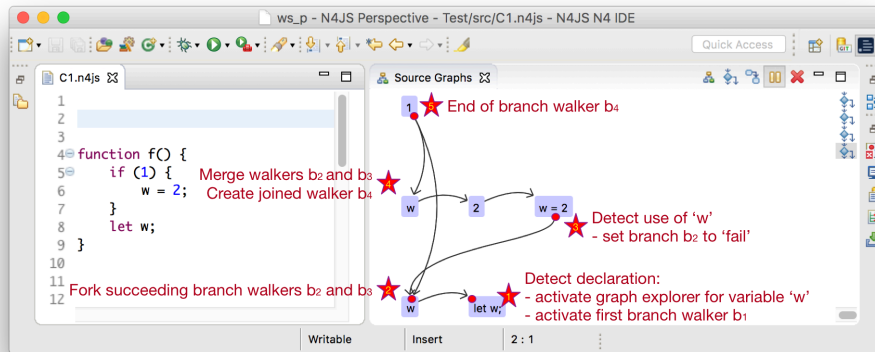 ws_p - N4JS Perspective - Test/src/C1.n4js - N4JS N4 IDE
Quick Access
GIT
C1.n4js
Source Graphs
1
2
3
4 function f() {
5 if (1) {
6 w = 2;
7 }
8 let w;
9 }
10
11
12
1
5
End of branch walker b₄
Merge walkers b₂ and b₃
Create joined walker b₄
4
w
2
w = 2
3
Detect use of ‘w’
- set branch b₂ to ‘fail’
Fork succeeding branch walkers b₂ and b₃
2
w
let w;
1
Detect declaration:
- activate graph explorer for variable ‘w’
- activate first branch walker b₁
Writable
Insert
2 : 1